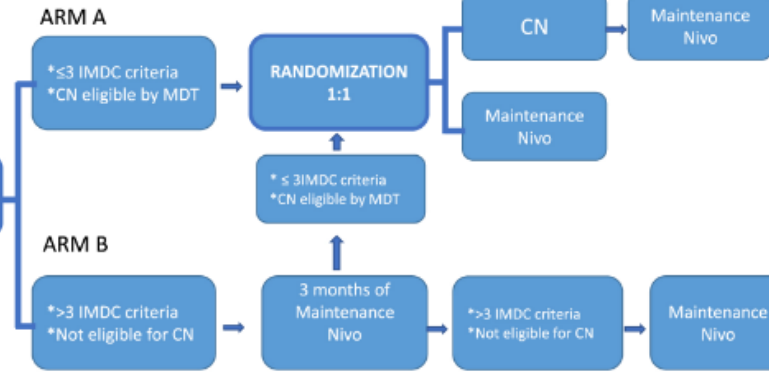 ARM A
*≤3 IMDC criteria
*CN eligible by MDT
RANDOMIZATION
1:1
CN
Maintenance
Nivo
Maintenance
Nivo
* ≤ 3IMDC criteria
*CN eligible by MDT
ARM B
*>3 IMDC criteria
*Not eligible for CN
3 months of
Maintenance
Nivo
*>3 IMDC criteria
*Not eligible for CN
Maintenance
Nivo